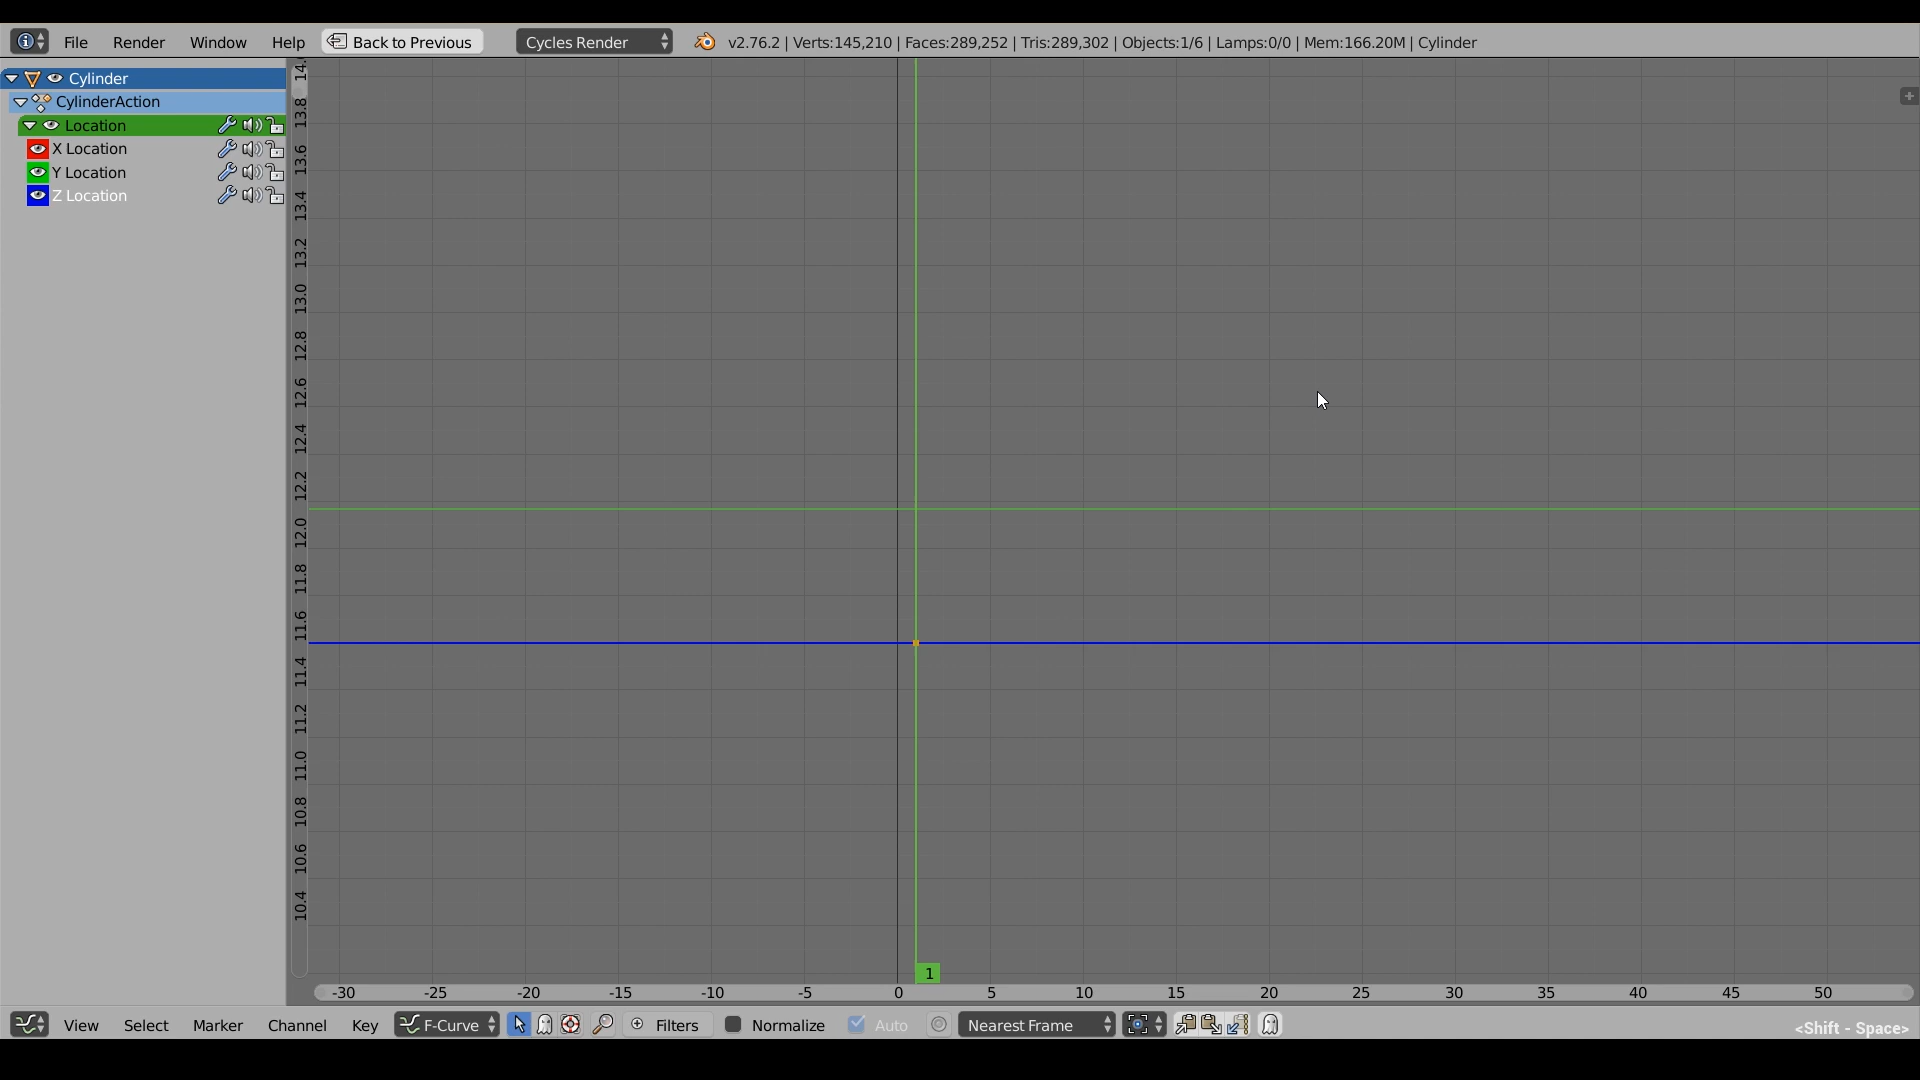 File Render Window Help Back to Previous Cycles Render v2.76.2 | Verts:145,210 | Faces:289,252 | Tris:289,302 | Objects:1/6 | Lamps:0/0 | Mem:166.20M | Cylinder
Cylinder
CylinderAction
Location
X Location
Y Location
Z Location
13.8
13.6
13.4
13.2
13.0
12.8
12.6
12.4
12.2
12.0
11.8
11.6
11.4
11.2
11.0
10.8
10.6
10.4
1
-30 -25 -20 -15 -10 -5 0 5 10 15 20 25 30 35 40 45 50
View Select Marker Channel Key F-Curve Filters Normalize Auto Nearest Frame <Shift - Space>